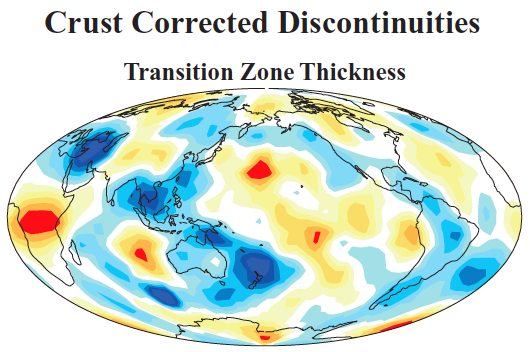 Crust Corrected Discontinuities
Transition Zone Thickness